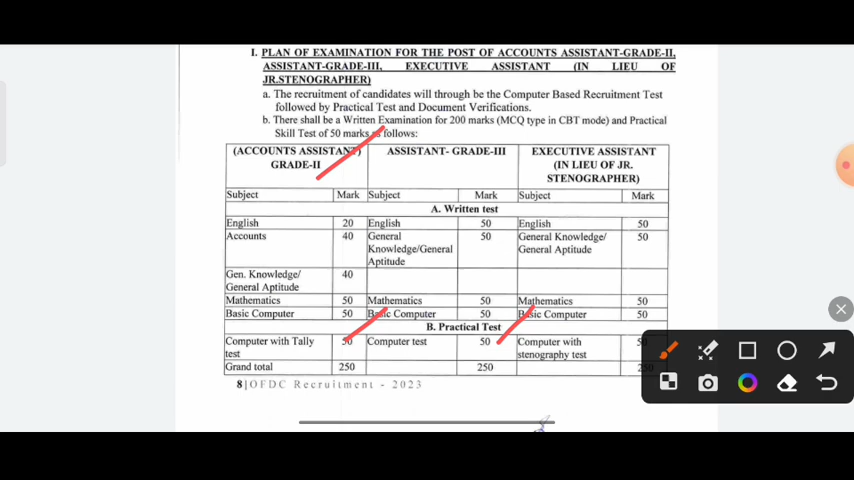 I. PLAN OF EXAMINATION FOR THE POST OF ACCOUNTS ASSISTANT-GRADE-II,
ASSISTANT-GRADE-III, EXECUTIVE ASSISTANT (IN LIEU OF
JR.STENOGRAPHER)
a. The recruitment of candidates will through be the Computer Based Recruitment Test
followed by Practical Test and Document Verifications.
b. There shall be a Written Examination for 200 marks (MCQ type in CBT mode) and Practical
Skill Test of 50 marks as follows:
(ACCOUNTS ASSISTANT) ASSISTANT- GRADE-III EXECUTIVE ASSISTANT
GRADE-II (IN LIEU OF JR.
STENOGRAPHER)
Subject Mark Subject Mark Subject Mark
A. Written test
English 20 English 50 English 50
Accounts 40 General 50 General Knowledge/ 50
Knowledge/General General Aptitude
Aptitude
Gen. Knowledge/ 40
General Aptitude
Mathematics 50 Mathematics 50 Mathematics 50
Basic Computer 50 Basic Computer 50 Basic Computer 50
B. Practical Test
Computer with Tally 50 Computer test 50 Computer with
test stenography test
Grand total 250 250 250
8|OFDC Recruitment - 2023